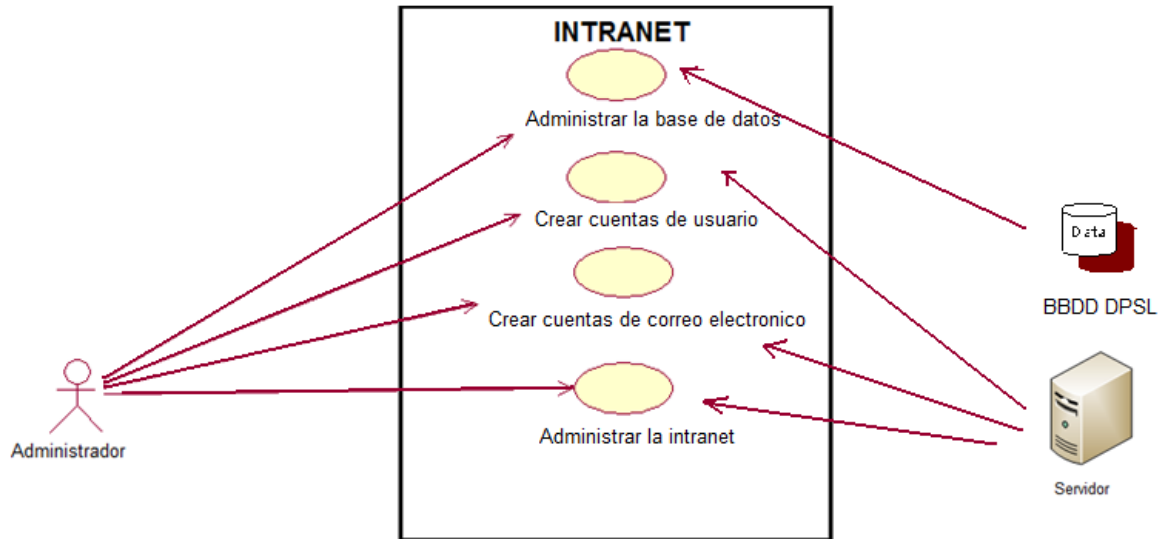 INTRANET
Administrar la base de datos
Crear cuentas de usuario
Data
Crear cuentas de correo electronico
BBDD DPSL
Administrar la intranet
Administrador
Servidor